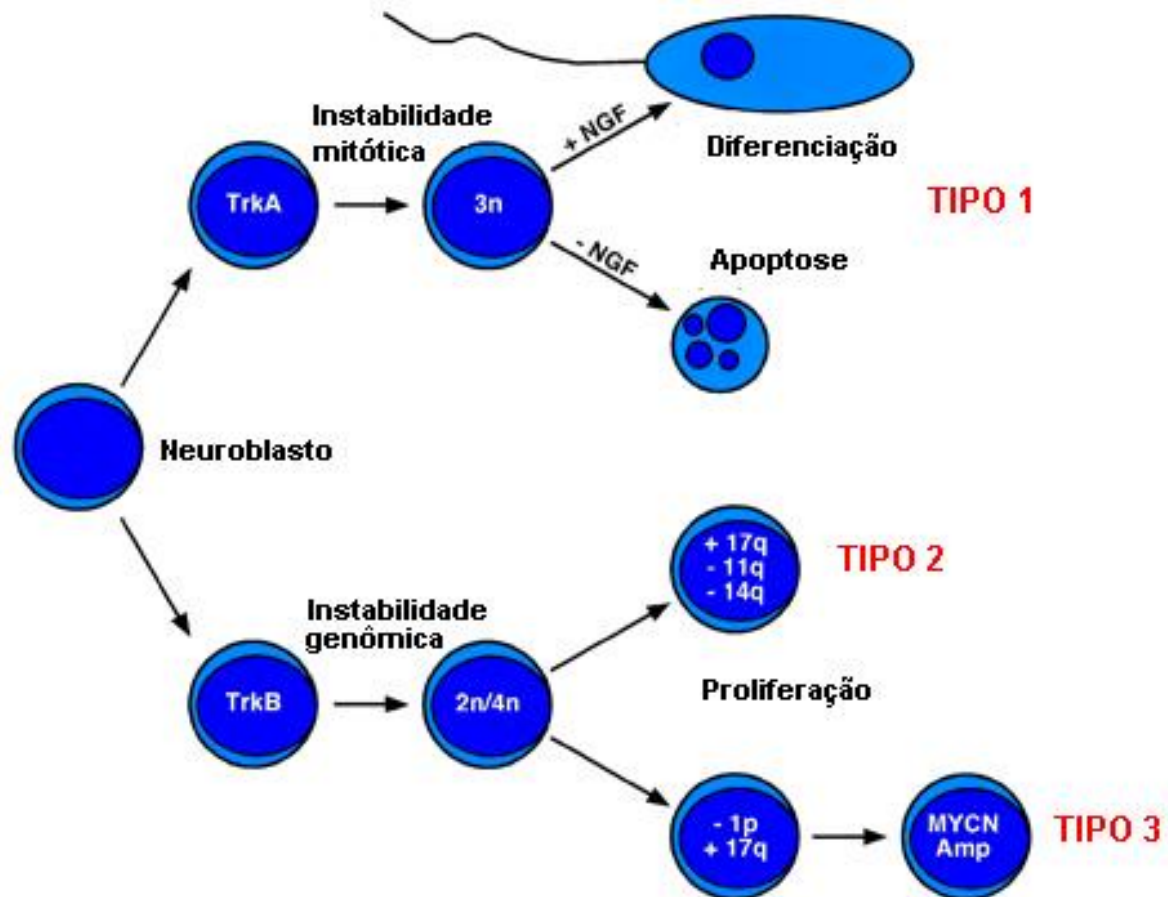 Instabilidade
mitótica
TrkA
3n
+ NGF
- NGF
Diferenciação
TIPO 1
Apoptose
Neuroblasto
Instabilidade
genômica
TrkB
2n/4n
+ 17q
- 11q
- 14q
TIPO 2
Proliferação
- 1p
+ 17q
MYCN
Amp
TIPO 3